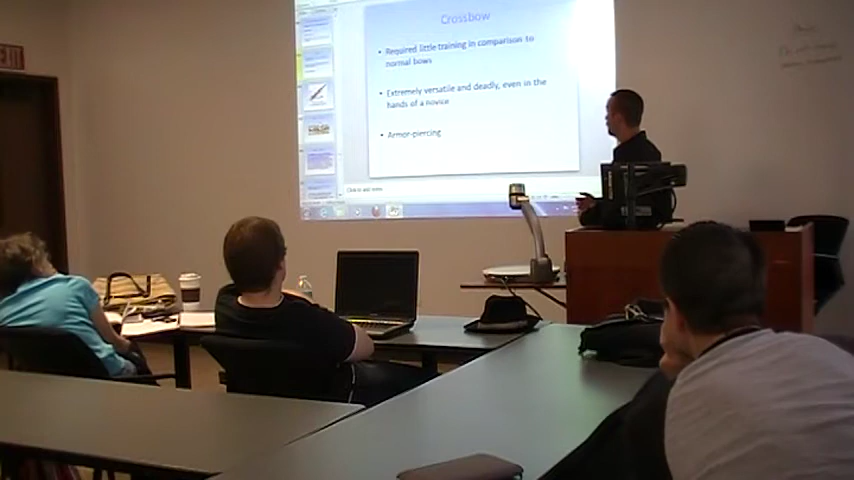 Crossbow
• Required little training in comparison to
normal bows
• Extremely versatile and deadly, even in the
hands of a novice
• Armor-piercing
Click to add notes